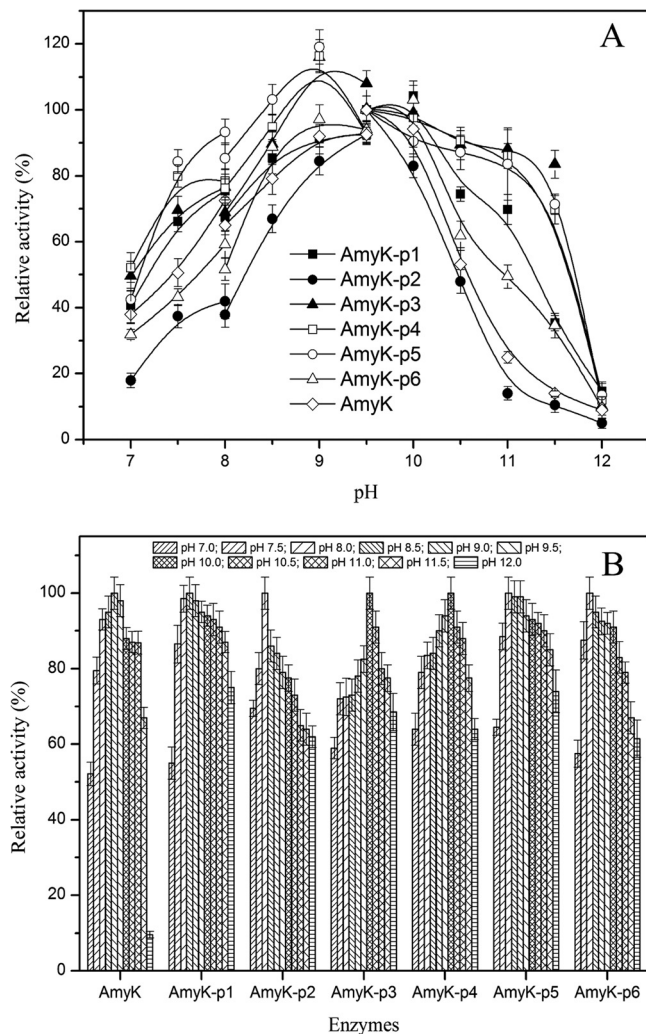 A
120
100
80
60
40
20
0
Relative activity (%)
AmyK-p1
AmyK-p2
AmyK-p3
AmyK-p4
AmyK-p5
AmyK-p6
AmyK
7 8 9 10 11 12
pH
B
pH 7.0; pH 7.5; pH 8.0; pH 8.5; pH 9.0; pH 9.5;
pH 10.0; pH 10.5; pH 11.0; pH 11.5; pH 12.0
100
80
60
40
20
0
Relative activity (%)
AmyK AmyK-p1 AmyK-p2 AmyK-p3 AmyK-p4 AmyK-p5 AmyK-p6
Enzymes